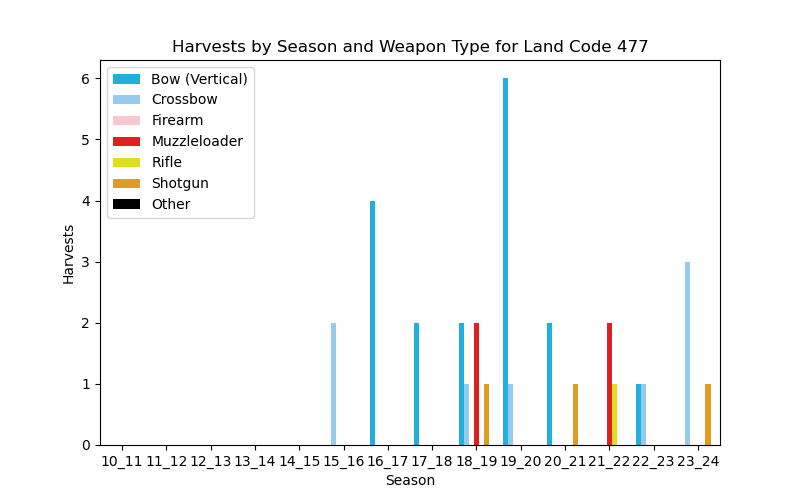 Harvests by Season and Weapon Type for Land Code 477
Bow (Vertical)
Crossbow
Firearm
Muzzleloader
Rifle
Shotgun
Other
Harvests
6
5
4
3
2
1
0
10_11 11_12 12_13 13_14 14_15 15_16 16_17 17_18 18_19 19_20 20_21 21_22 22_23 23_24
Season